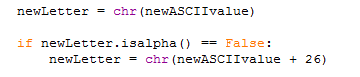 newLetter = chr(newASCIIvalue)
if newLetter.isalpha() == False:
    newLetter = chr(newASCIIvalue + 26)